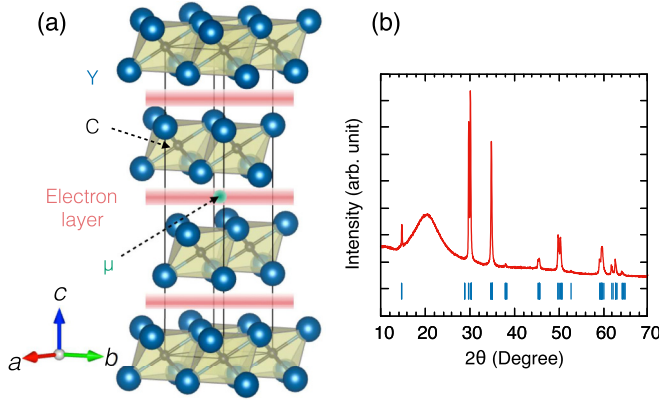 (a)
Y
C
Electron
layer
μ
c
a
b
(b)
Intensity (arb. unit)
10 20 30 40 50 60 70
2θ (Degree)